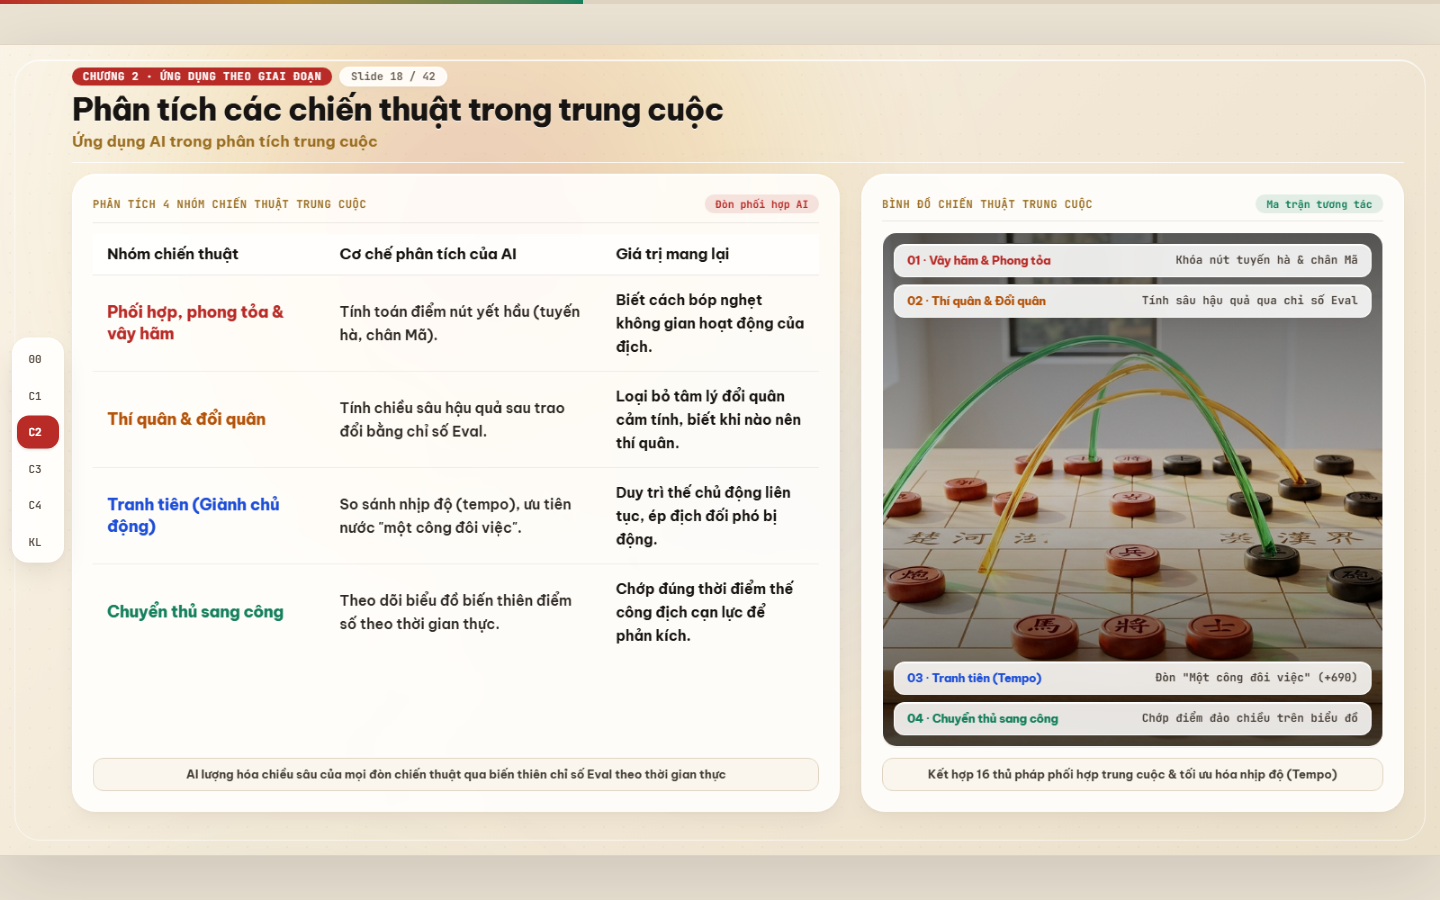 CHƯƠNG 2 · ỨNG DỤNG THEO GIAI ĐOẠN
Slide 18 / 42
Phân tích các chiến thuật trong trung cuộc
Ứng dụng AI trong phân tích trung cuộc
00
C1
C2
C3
C4
KL
PHÂN TÍCH 4 NHÓM CHIẾN THUẬT TRUNG CUỘC
Đòn phối hợp AI
Nhóm chiến thuật
Cơ chế phân tích của AI
Giá trị mang lại
Phối hợp, phong tỏa &
vây hãm
Tính toán điểm nút yết hầu (tuyến
hà, chân Mã).
Biết cách bóp nghẹt
không gian hoạt động của
địch.
Thí quân & đổi quân
Tính chiều sâu hậu quả sau trao
đổi bằng chỉ số Eval.
Loại bỏ tâm lý đổi quân
cảm tính, biết khi nào nên
thí quân.
Tranh tiên (Giành chủ
động)
So sánh nhịp độ (tempo), ưu tiên
nước "một công đôi việc".
Duy trì thế chủ động liên
tục, ép địch đối phó bị
động.
Chuyển thủ sang công
Theo dõi biểu đồ biến thiên điểm
số theo thời gian thực.
Chớp đúng thời điểm thế
công địch cạn lực để
phản kích.
AI lượng hóa chiều sâu của mọi đòn chiến thuật qua biến thiên chỉ số Eval theo thời gian thực
BÌNH ĐỒ CHIẾN THUẬT TRUNG CUỘC
Ma trận tương tác
01 · Vây hãm & Phong tỏa
Khóa nút tuyến hà & chân Mã
02 · Thí quân & Đổi quân
Tính sâu hậu quả qua chỉ số Eval
楚 河
漢 界
兵
炮
馬 將 士
03 · Tranh tiên (Tempo)
Đòn "Một công đôi việc" (+690)
04 · Chuyển thủ sang công
Chớp điểm đảo chiều trên biểu đồ
Kết hợp 16 thủ pháp phối hợp trung cuộc & tối ưu hóa nhịp độ (Tempo)